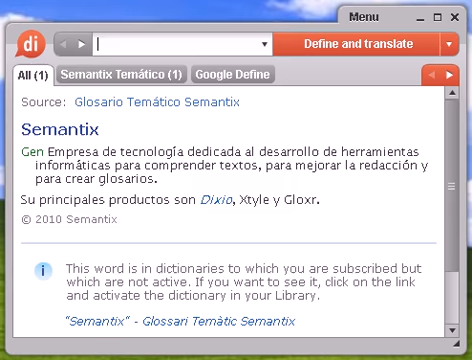 Menu
di
Define and translate
All (1) Semantix Temático (1) Google Define
Source: Glosario Temático Semantix
Semantix
Gen Empresa de tecnología dedicada al desarrollo de herramientas
informáticas para comprender textos, para mejorar la redacción y
para crear glosarios.
Su principales productos son Dixio, Xtyle y Gloxr.
© 2010 Semantix
i
This word is in dictionaries to which you are subscribed but
which are not active. If you want to see it, click on the link
and activate the dictionary in your Library.
"Semantix" - Glossari Temàtic Semantix